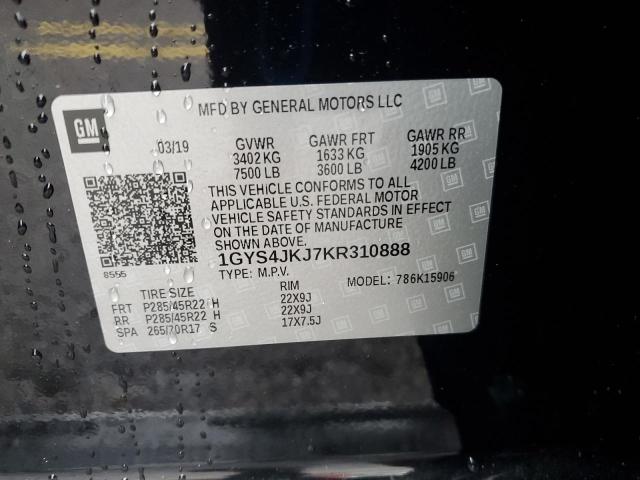 GM
MFD BY GENERAL MOTORS LLC
03/19 GVWR GAWR FRT GAWR RR
3402 KG 1633 KG 1905 KG
7500 LB 3600 LB 4200 LB
THIS VEHICLE CONFORMS TO ALL
APPLICABLE U.S. FEDERAL MOTOR
VEHICLE SAFETY STANDARDS IN EFFECT
ON THE DATE OF MANUFACTURE
SHOWN ABOVE.
1GYS4JKJ7KR310888
8555
TYPE: M.P.V. MODEL: 786K15906
TIRE SIZE RIM
FRT P285/45R22 H 22X9J
RR P285/45R22 H 22X9J
SPA 265/70R17 S 17X7.5J